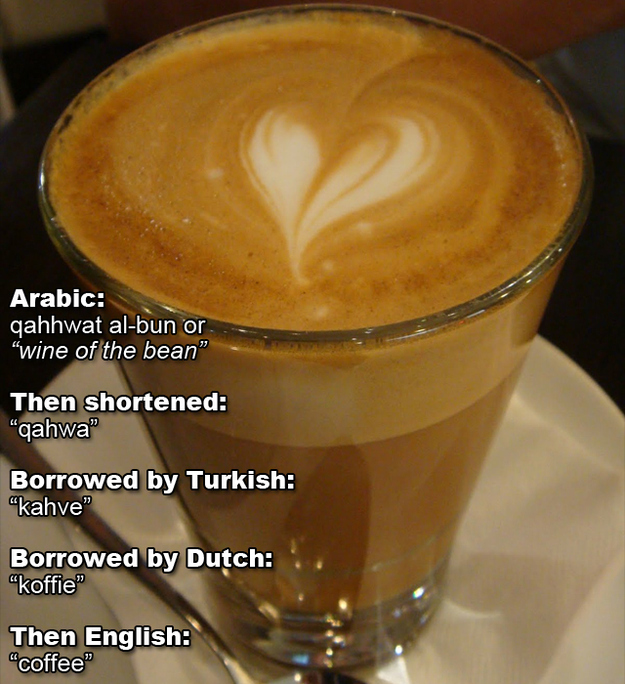 Arabic:
qahhwat al-bun or
“wine of the bean”
Then shortened:
“qahwa”
Borrowed by Turkish:
“kahve”
Borrowed by Dutch:
“koffie”
Then English:
“coffee”